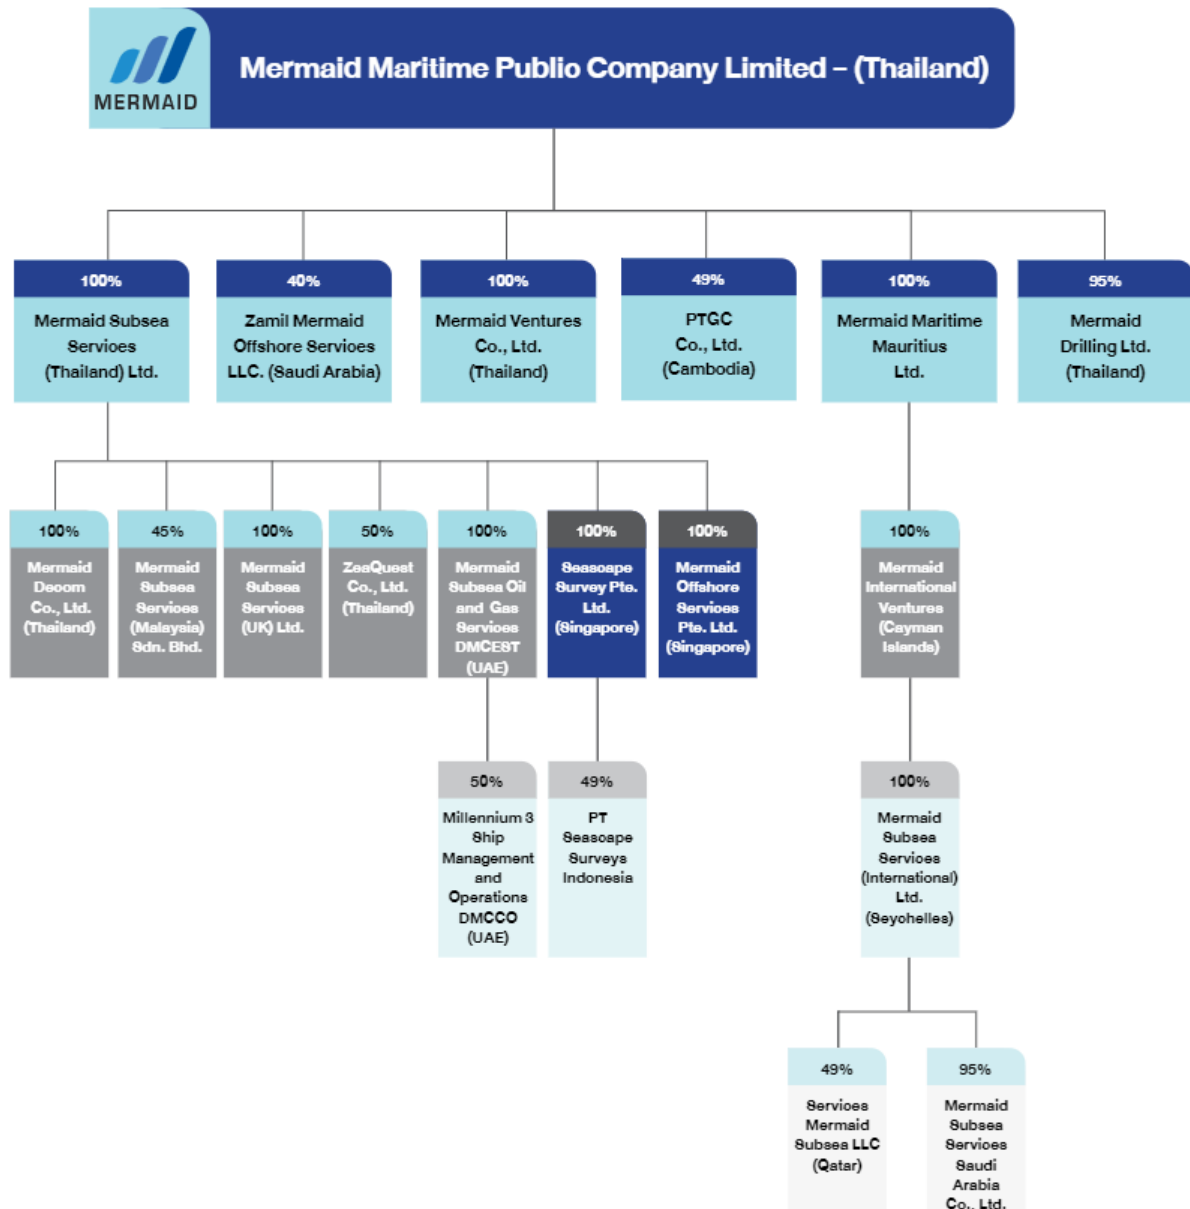 MERMAID
Mermaid Maritime Publio Company Limited – (Thailand)
100%
Mermaid Subsea
Services
(Thailand) Ltd.
40%
Zamil Mermaid
Offshore Services
LLC. (Saudi Arabia)
100%
Mermaid Ventures
Co., Ltd.
(Thailand)
49%
PTGC
Co., Ltd.
(Cambodia)
100%
Mermaid Maritime
Mauritius
Ltd.
95%
Mermaid
Drilling Ltd.
(Thailand)
100%
Mermaid
Deoom
Co., Ltd.
(Thailand)
45%
Mermaid
Subsea
Services
(Malaysia)
Sdn. Bhd.
100%
Mermaid
Subsea
Services
(UK) Ltd.
50%
ZeaQuest
Co., Ltd.
(Thailand)
100%
Mermaid
Subsea Oil
and Gas
Services
DMCEST
(UAE)
100%
Seasoape
Survey Pte.
Ltd.
(Singapore)
100%
Mermaid
Offshore
Services
Pte. Ltd.
(Singapore)
100%
Mermaid
International
Ventures
(Cayman
Islands)
50%
Millennium 3
Ship
Management
and
Operations
DMCCO
(UAE)
49%
PT
Seasoape
Surveys
Indonesia
100%
Mermaid
Subsea
Services
(International)
Ltd.
(Seyohelles)
49%
Services
Mermaid
Subsea LLC
(Qatar)
95%
Mermaid
Subsea
Services
Saudi
Arabia
Co., Ltd.